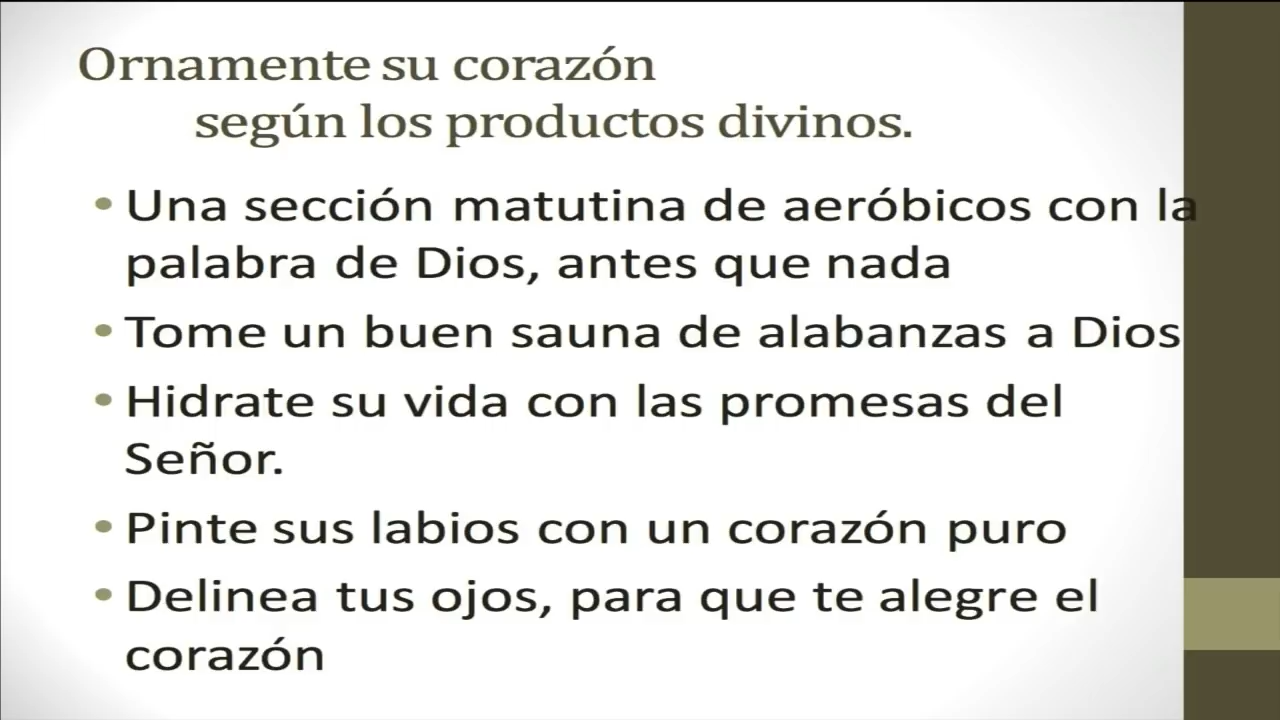 Ornamente su corazón
según los productos divinos.
• Una sección matutina de aeróbicos con la
palabra de Dios, antes que nada
• Tome un buen sauna de alabanzas a Dios
• Hidrate su vida con las promesas del
Señor.
• Pinte sus labios con un corazón puro
• Delinea tus ojos, para que te alegre el
corazón